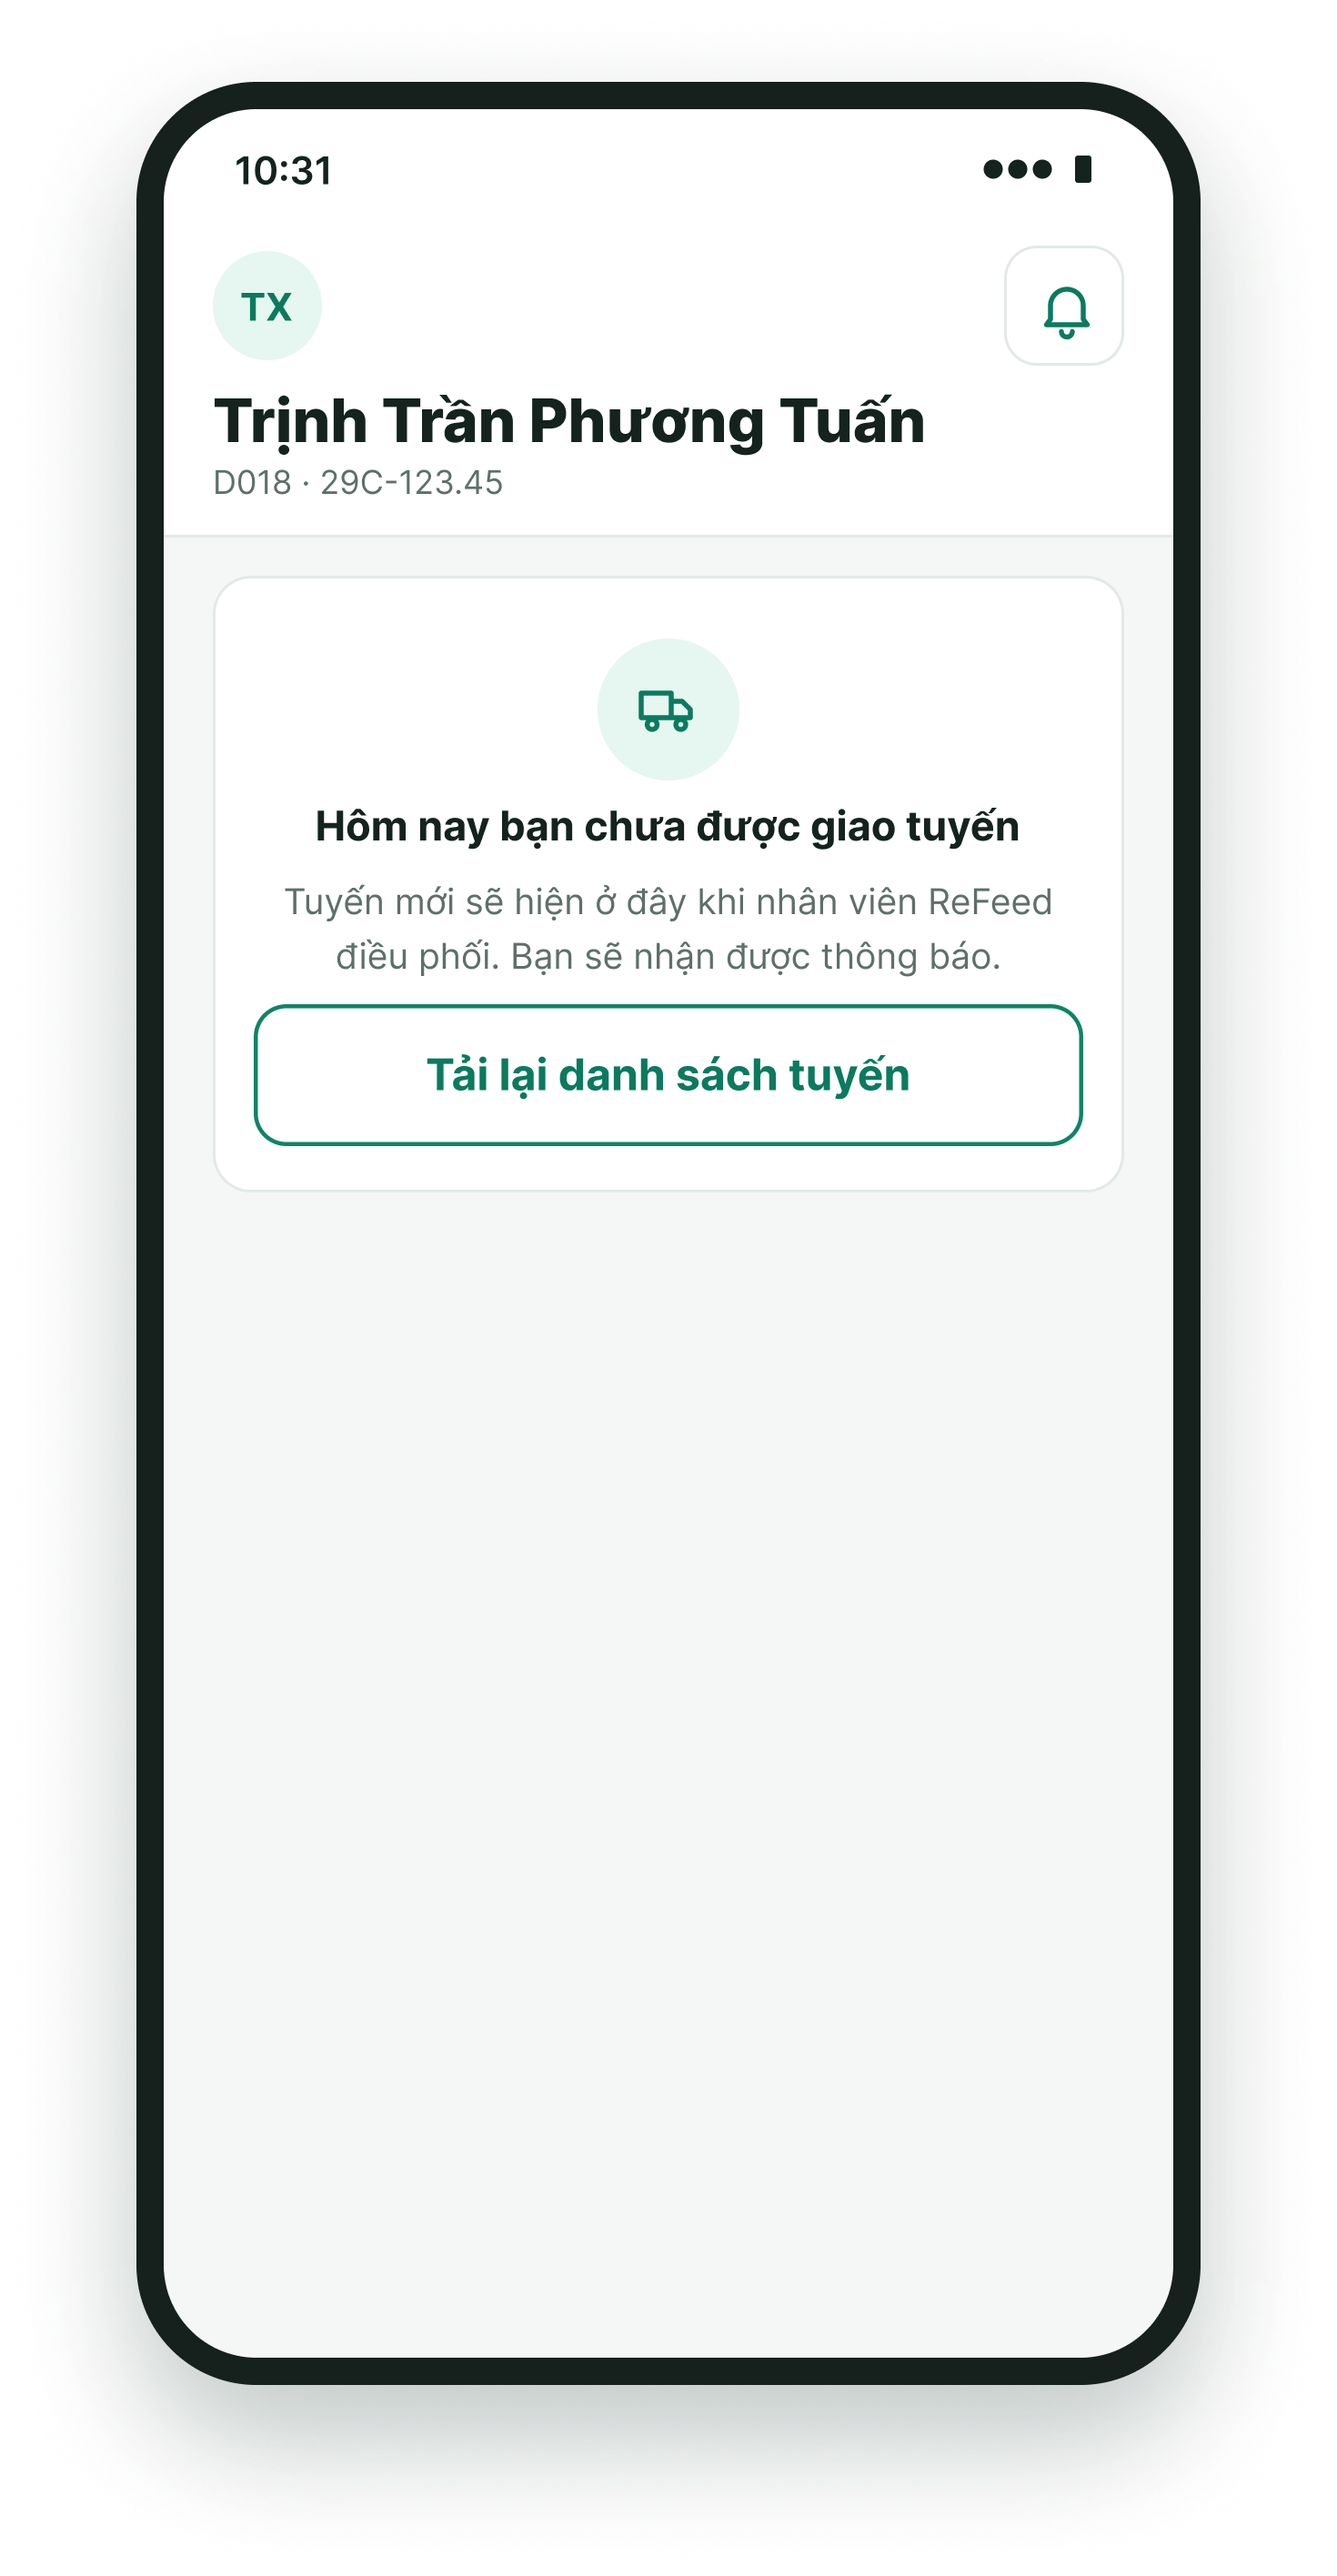 10:31
TX
Trịnh Trần Phương Tuấn
D018 · 29C-123.45
Hôm nay bạn chưa được giao tuyến
Tuyến mới sẽ hiện ở đây khi nhân viên ReFeed
điều phối. Bạn sẽ nhận được thông báo.
Tải lại danh sách tuyến